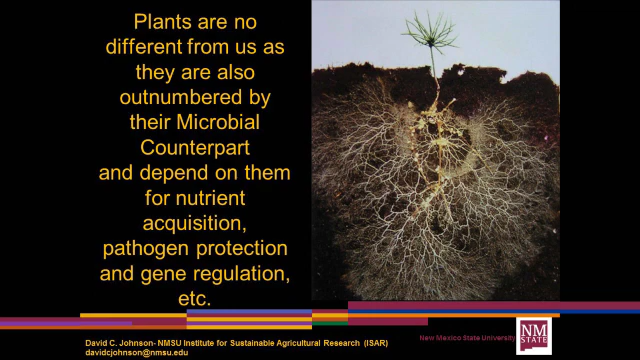 Plants are no
different from us as
they are also
outnumbered by
their Microbial
Counterpart
and depend on them
for nutrient
acquisition,
pathogen protection
and gene regulation,
etc.
David C. Johnson- NMSU Institute for Sustainable Agricultural Research (ISAR)
davidcjohnson@nmsu.edu
New Mexico State University
NM
STATE